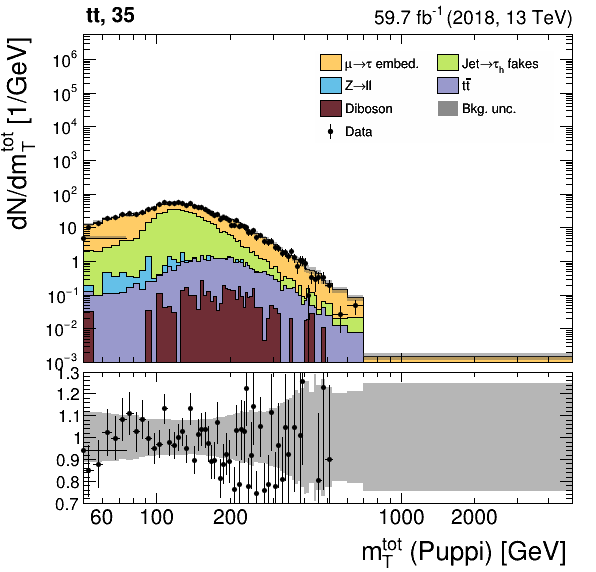 tt, 35 59.7 fb⁻¹ (2018, 13 TeV)
dN/dm_T^tot [1/GeV]
μ→τ embed. Jet→τ_h fakes
Z→ll tt̄
Diboson Bkg. unc.
Data
10⁶
10⁵
10⁴
10³
10²
10
1
10⁻¹
10⁻²
10⁻³
1.3
1.2
1.1
1
0.9
0.8
0.7
60 100 200 1000 2000
m_T^tot (Puppi) [GeV]